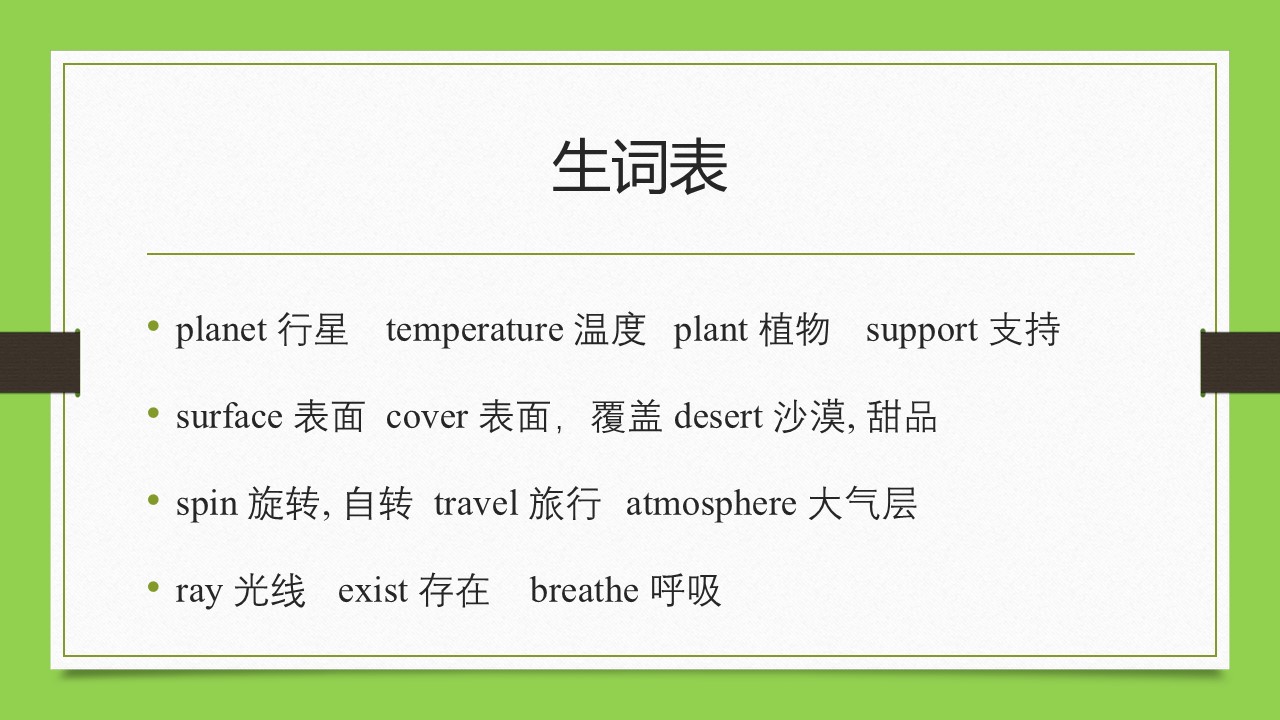 生词表
• planet 行星 temperature 温度 plant 植物 support 支持
• surface 表面 cover 表面， 覆盖 desert 沙漠, 甜品
• spin 旋转, 自转 travel 旅行 atmosphere 大气层
• ray 光线 exist 存在 breathe 呼吸